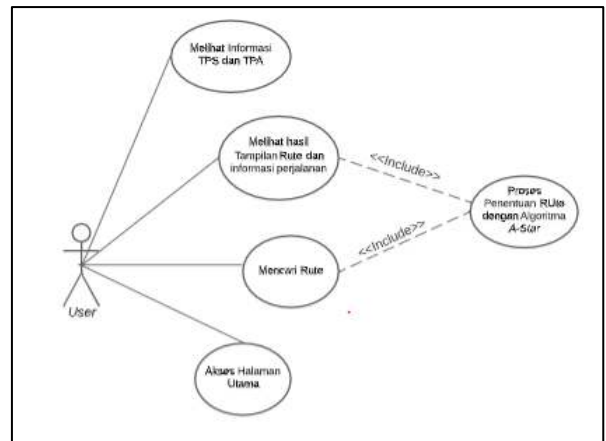 Melihat Informasi
TPS dan TPA
Melihat hasil
Tampilan Rute dan
informasi perjalanan
<<Include>>
Proses
Penentuan RUte
dengan Algoritma
A-Star
<<Include>>
Mencari Rute
User
Akses Halaman
Utama